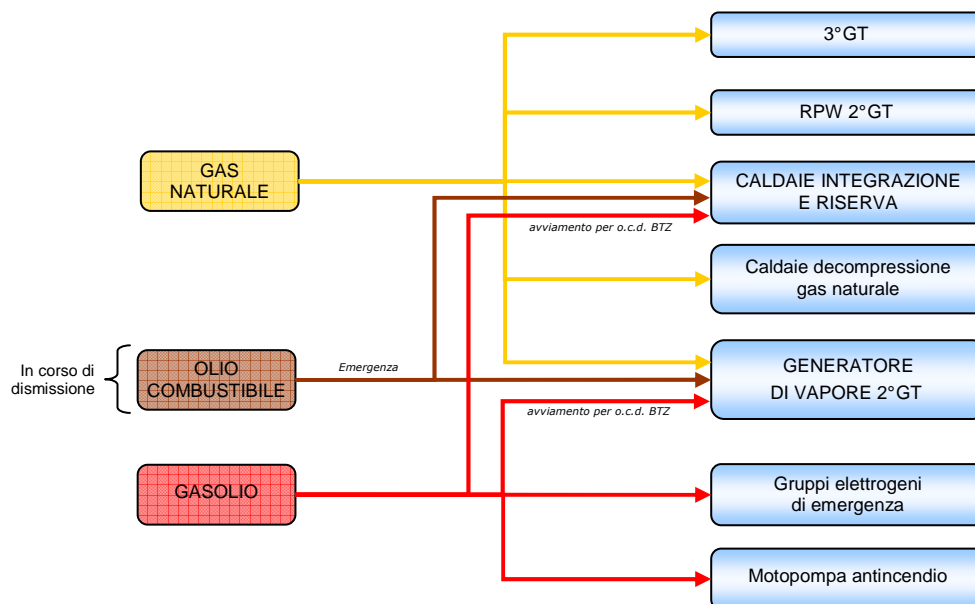 3°GT
RPW 2°GT
GAS
NATURALE
CALDAIE INTEGRAZIONE
E RISERVA
avviamento per o.c.d. BTZ
Caldaie decompressione
gas naturale
In corso di
dismissione
OLIO
COMBUSTIBILE
Emergenza
GENERATORE
DI VAPORE 2°GT
avviamento per o.c.d. BTZ
GASOLIO
Gruppi elettrogeni
di emergenza
Motopompa antincendio